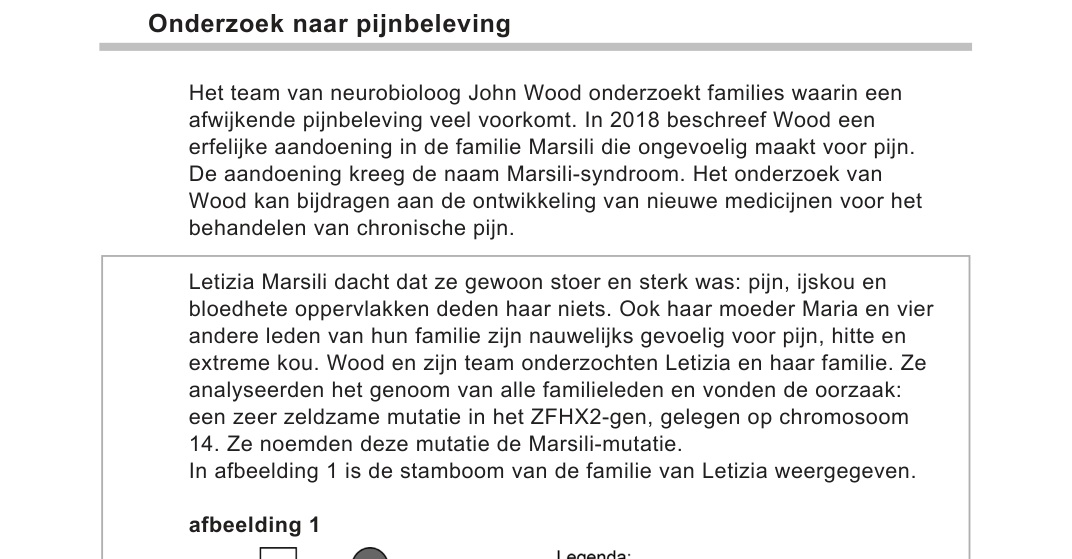 Onderzoek naar pijnbeleving
Het team van neurobioloog John Wood onderzoekt families waarin een
afwijkende pijnbeleving veel voorkomt. In 2018 beschreef Wood een
erfelijke aandoening in de familie Marsili die ongevoelig maakt voor pijn.
De aandoening kreeg de naam Marsili-syndroom. Het onderzoek van
Wood kan bijdragen aan de ontwikkeling van nieuwe medicijnen voor het
behandelen van chronische pijn.
Letizia Marsili dacht dat ze gewoon stoer en sterk was: pijn, ijskou en
bloedhete oppervlakken deden haar niets. Ook haar moeder Maria en vier
andere leden van hun familie zijn nauwelijks gevoelig voor pijn, hitte en
extreme kou. Wood en zijn team onderzochten Letizia en haar familie. Ze
analyseerden het genoom van alle familieleden en vonden de oorzaak:
een zeer zeldzame mutatie in het ZFHX2-gen, gelegen op chromosoom
14. Ze noemden deze mutatie de Marsili-mutatie.
In afbeelding 1 is de stamboom van de familie van Letizia weergegeven.
afbeelding 1
Legenda: